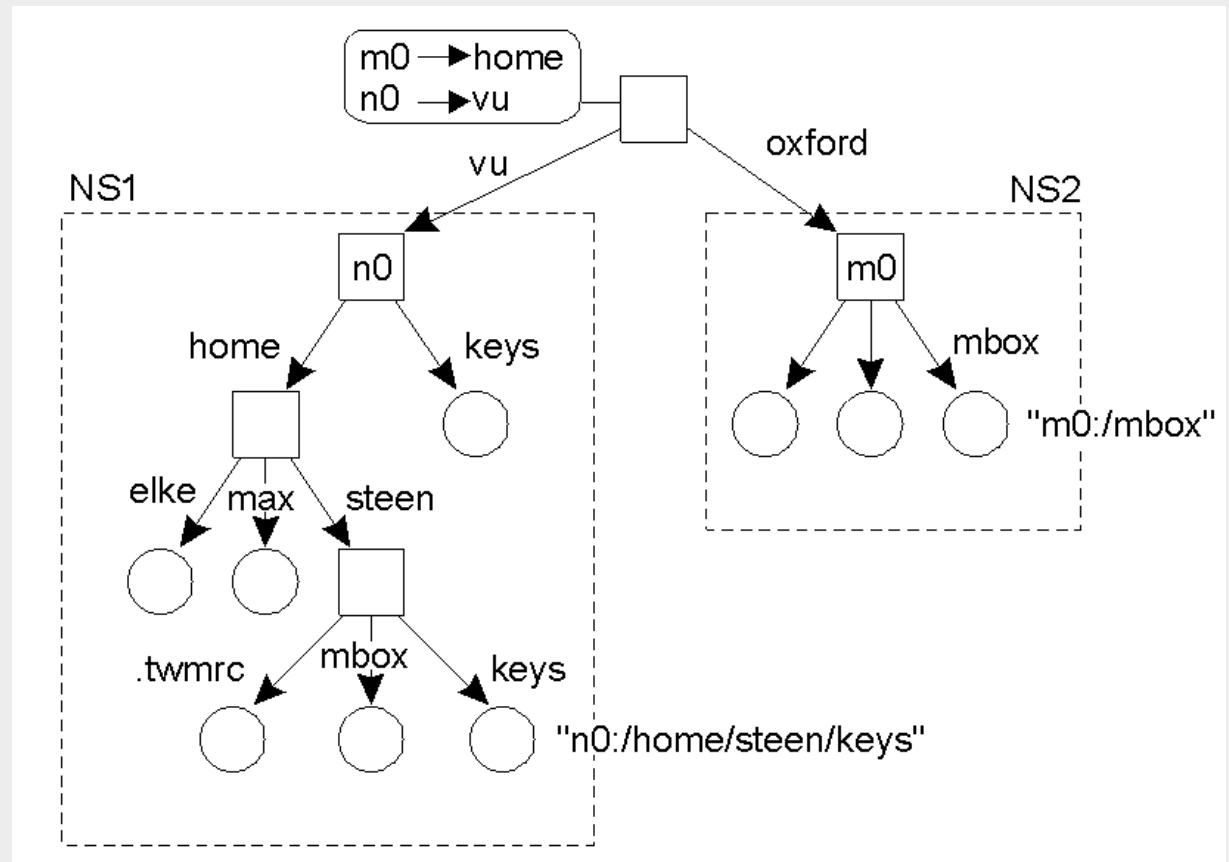 m0 → home
n0 → vu
vu
oxford
NS1
NS2
n0
m0
home
keys
mbox
"m0:/mbox"
elke
max
steen
.twmrc
mbox
keys
"n0:/home/steen/keys"